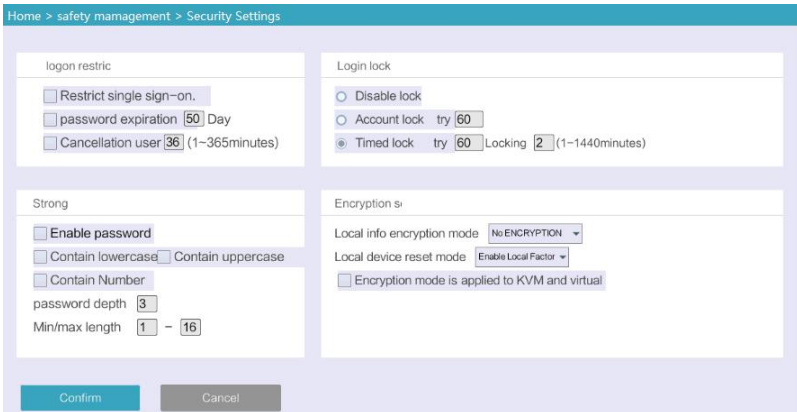 Home > safety mamagement > Security Settings
logon restric
Restrict single sign-on.
password expiration 50 Day
Cancellation user 36 (1~365minutes)
Login lock
Disable lock
Account lock try 60
Timed lock try 60 Locking 2 (1-1440minutes)
Strong
Enable password
Contain lowercase Contain uppercase
Contain Number
password depth 3
Min/max length 1 - 16
Encryption se
Local info encryption mode No ENCRYPTION
Local device reset mode Enable Local Factor
Encryption mode is applied to KVM and virtual
Confirm Cancel